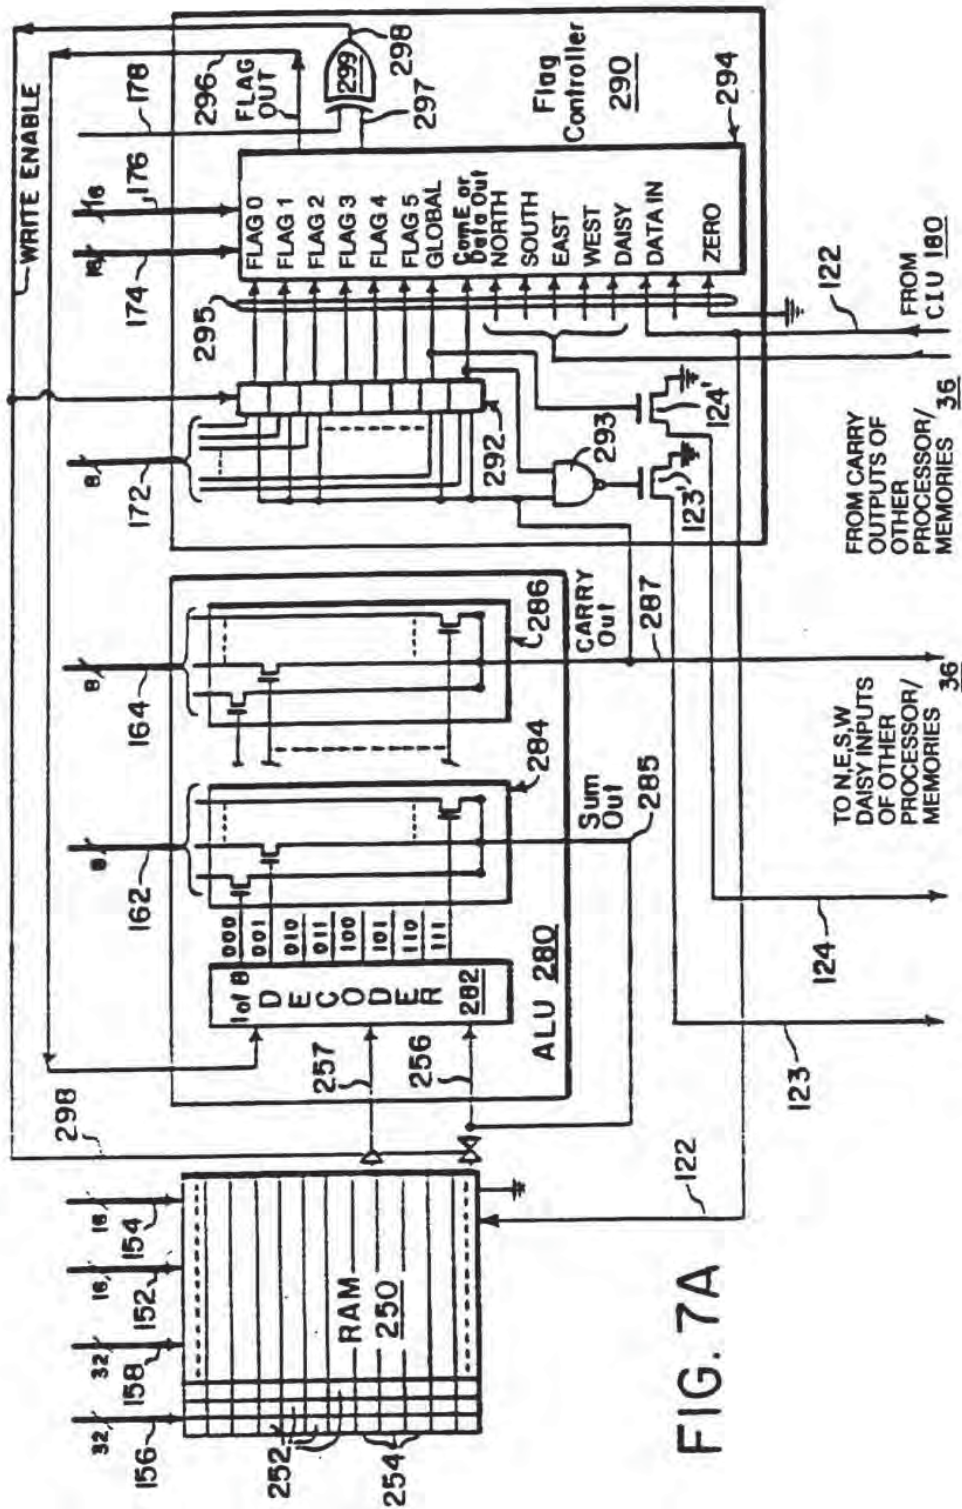 WRITE ENABLE
298
32
156
32
158
16
152
16
154
252
254
RAM
250
122
8
162
8
164
1 of 8
DECODER
282
000
001
010
011
100
101
110
111
257
256
ALU 280
284
Sum Out
285
286
CARRY Out
287
8
172
292
293
123'
124'
295
16
174
16
176
178
FLAG 0
FLAG 1
FLAG 2
FLAG 3
FLAG 4
FLAG 5
GLOBAL
Com E or
Data Out
NORTH
SOUTH
EAST
WEST
DAISY
DATA IN
ZERO
296
FLAG
OUT
299
298
297
Flag
Controller
290
294
122
FROM
CIU 180
FROM CARRY
OUTPUTS OF
OTHER
PROCESSOR/
MEMORIES 36
TO N,E,S,W
DAISY INPUTS
OF OTHER
PROCESSOR/
MEMORIES 36
124
123
FIG. 7A